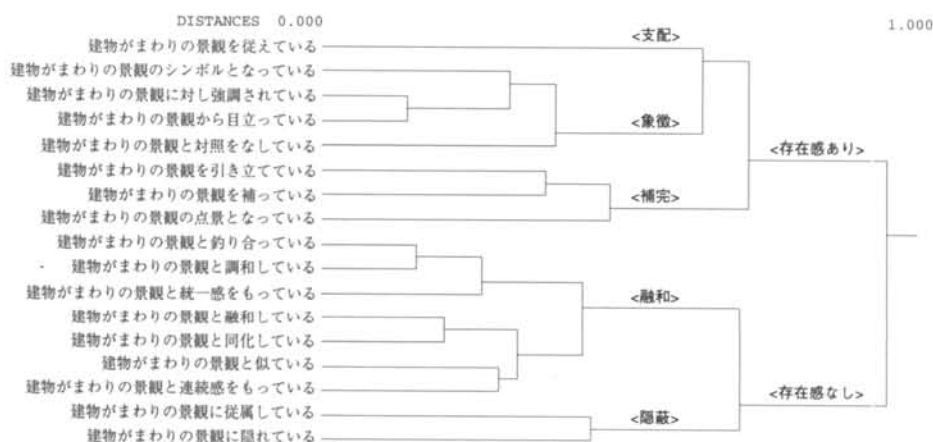 DISTANCES 0.000 1.000
建物がまわりの景観を従えている <支配>
建物がまわりの景観のシンボルとなっている
建物がまわりの景観に対し強調されている
建物がまわりの景観から目立っている <象徴>
建物がまわりの景観と対照をなしている <存在感あり>
建物がまわりの景観を引き立てている
建物がまわりの景観を補っている <補完>
建物がまわりの景観の点景となっている
建物がまわりの景観と釣り合っている
建物がまわりの景観と調和している
建物がまわりの景観と統一感をもっている <融和>
建物がまわりの景観と融和している
建物がまわりの景観と同化している
建物がまわりの景観と似ている
建物がまわりの景観と連続感をもっている <存在感なし>
建物がまわりの景観に従属している <隠蔽>
建物がまわりの景観に隠れている